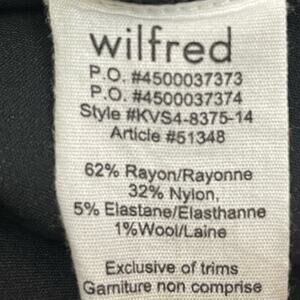 wilfred
P.O. #4500037373
P.O. #4500037374
Style #KVS4-8375-14
Article #51348
62% Rayon/Rayonne
32% Nylon,
5% Elastane/Elasthanne
1%Wool/Laine
Exclusive of trims
Garniture non comprise